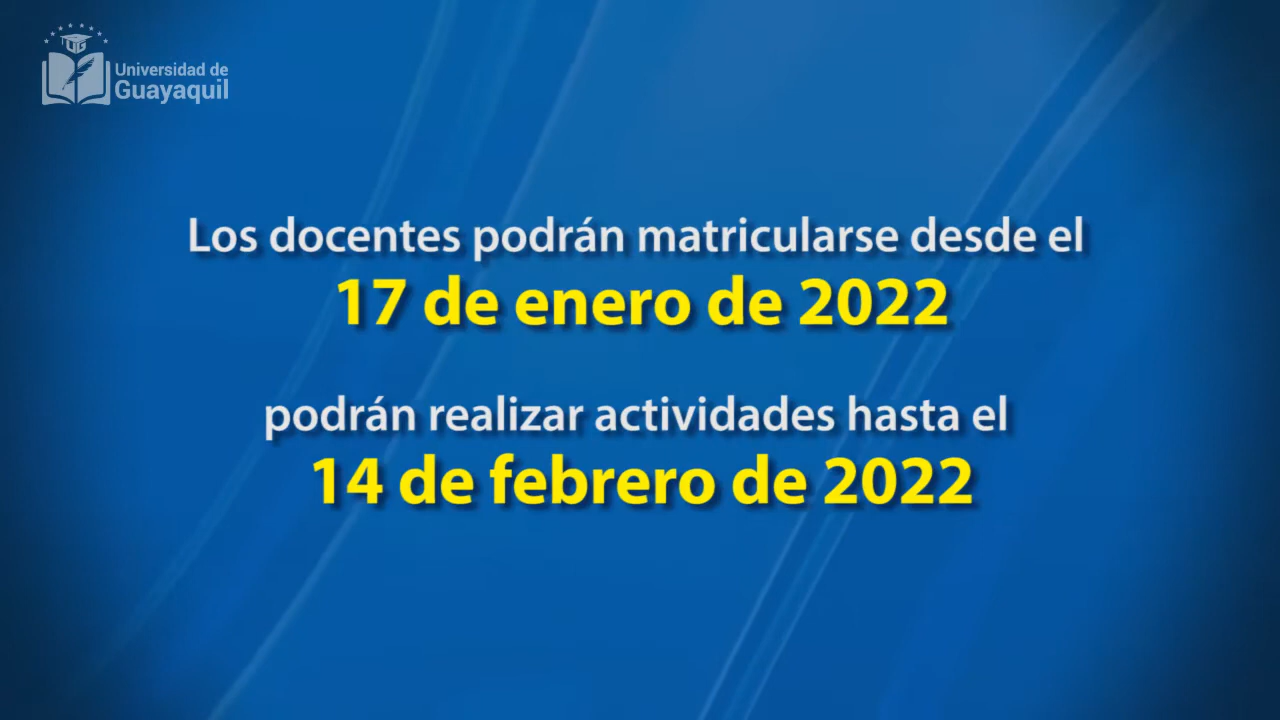 UG
Universidad de
Guayaquil
Los docentes podrán matricularse desde el
17 de enero de 2022
podrán realizar actividades hasta el
14 de febrero de 2022